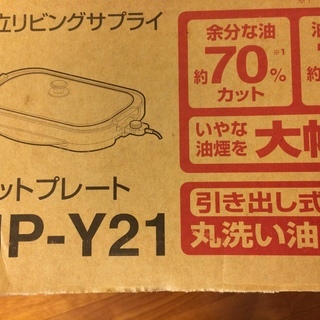 立リビングサプライ
ットプレート
IP-Y21
余分な油※1
約70%
カット
油
約
いやな
油煙を大幅
引き出し式
丸洗い油